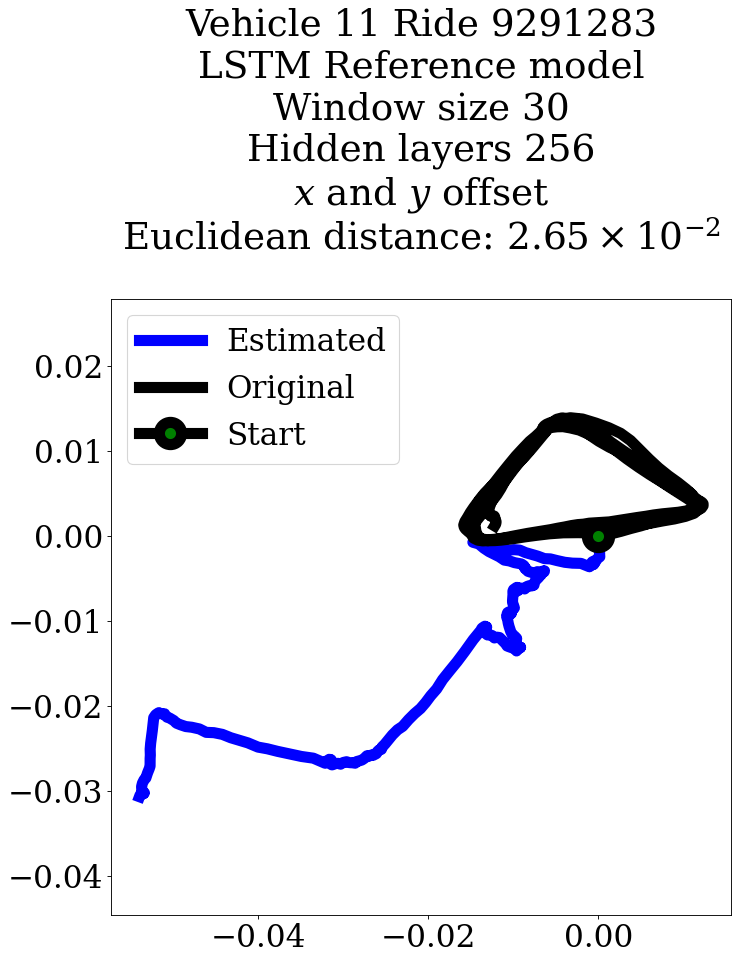 Vehicle 11 Ride 9291283
LSTM Reference model
Window size 30
Hidden layers 256
x and y offset
Euclidean distance: 2.65 × 10⁻²
Estimated
Original
Start
0.02
0.01
0.00
−0.01
−0.02
−0.03
−0.04
−0.04 −0.02 0.00